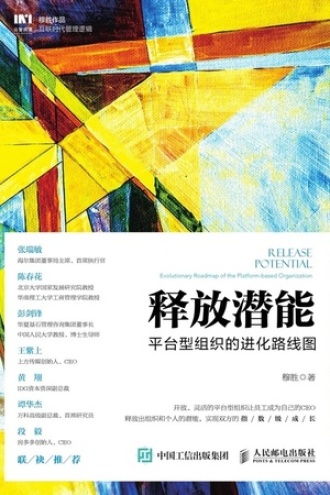 穆胜作品
互联时代管理逻辑
RELEASE
POTENTIAL
Evolutionary Roadmap of the Platform-based Organization
释放潜能
平台型组织的进化路线图
穆胜◎著
张瑞敏
海尔集团董事局主席、首席执行官
陈春花
北京大学国家发展研究院教授
华南理工大学工商管理学院教授
彭剑锋
华夏基石管理咨询集团董事长
中国人民大学教授、博士生导师
王紫上
上方传媒创始人、CEO
黄 翔
IDG资本资深副总裁
谭华杰
万科高级副总裁、首席研究员
段 毅
创始人、CEO
联袂推荐
开放、灵活的平台型组织让员工成为自己的CEO
释放出组织和个人的潜能，实现双方的指数级成长
中国工信出版集团
人民邮电出版社
POSTS & TELECOM PRESS